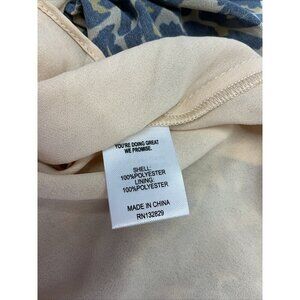 YOU'RE DOING GREAT
WE PROMISE.
SHELL:
100%POLYESTER
LINING:
100%POLYESTER
MADE IN CHINA
RN132829